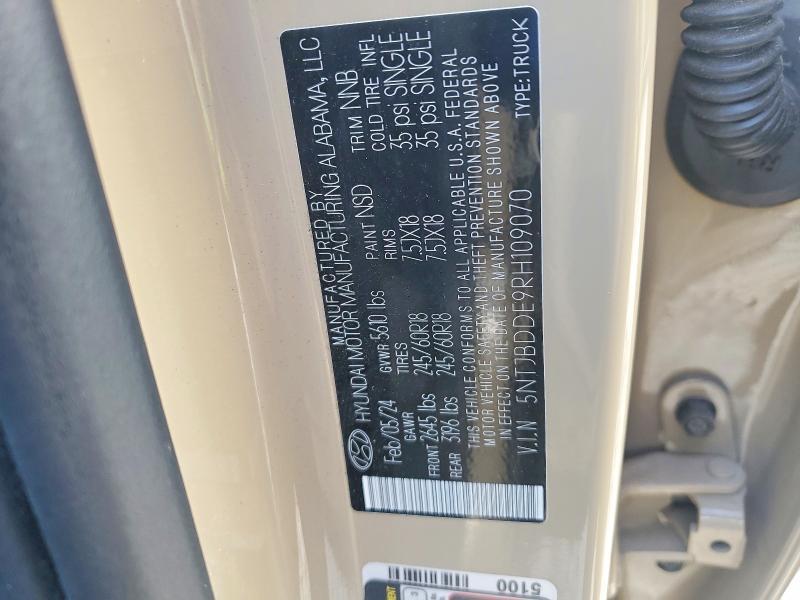 MANUFACTURED BY
HYUNDAI MOTOR MANUFACTURING ALABAMA, LLC
Feb/05/24 GVWR 5610 lbs PAINT NSD TRIM NNB
GAWR TIRES RIMS COLD TIRE INFL
FRONT 2645 lbs 245/60R18 7.5JX18 35 psi SINGLE
REAR 3196 lbs 245/60R18 7.5JX18 35 psi SINGLE
THIS VEHICLE CONFORMS TO ALL APPLICABLE U.S.A. FEDERAL
MOTOR VEHICLE SAFETY AND THEFT PREVENTION STANDARDS
IN EFFECT ON THE DATE OF MANUFACTURE SHOWN ABOVE
V.I.N 5NTJBDDE9RH109070 TYPE:TRUCK
5100